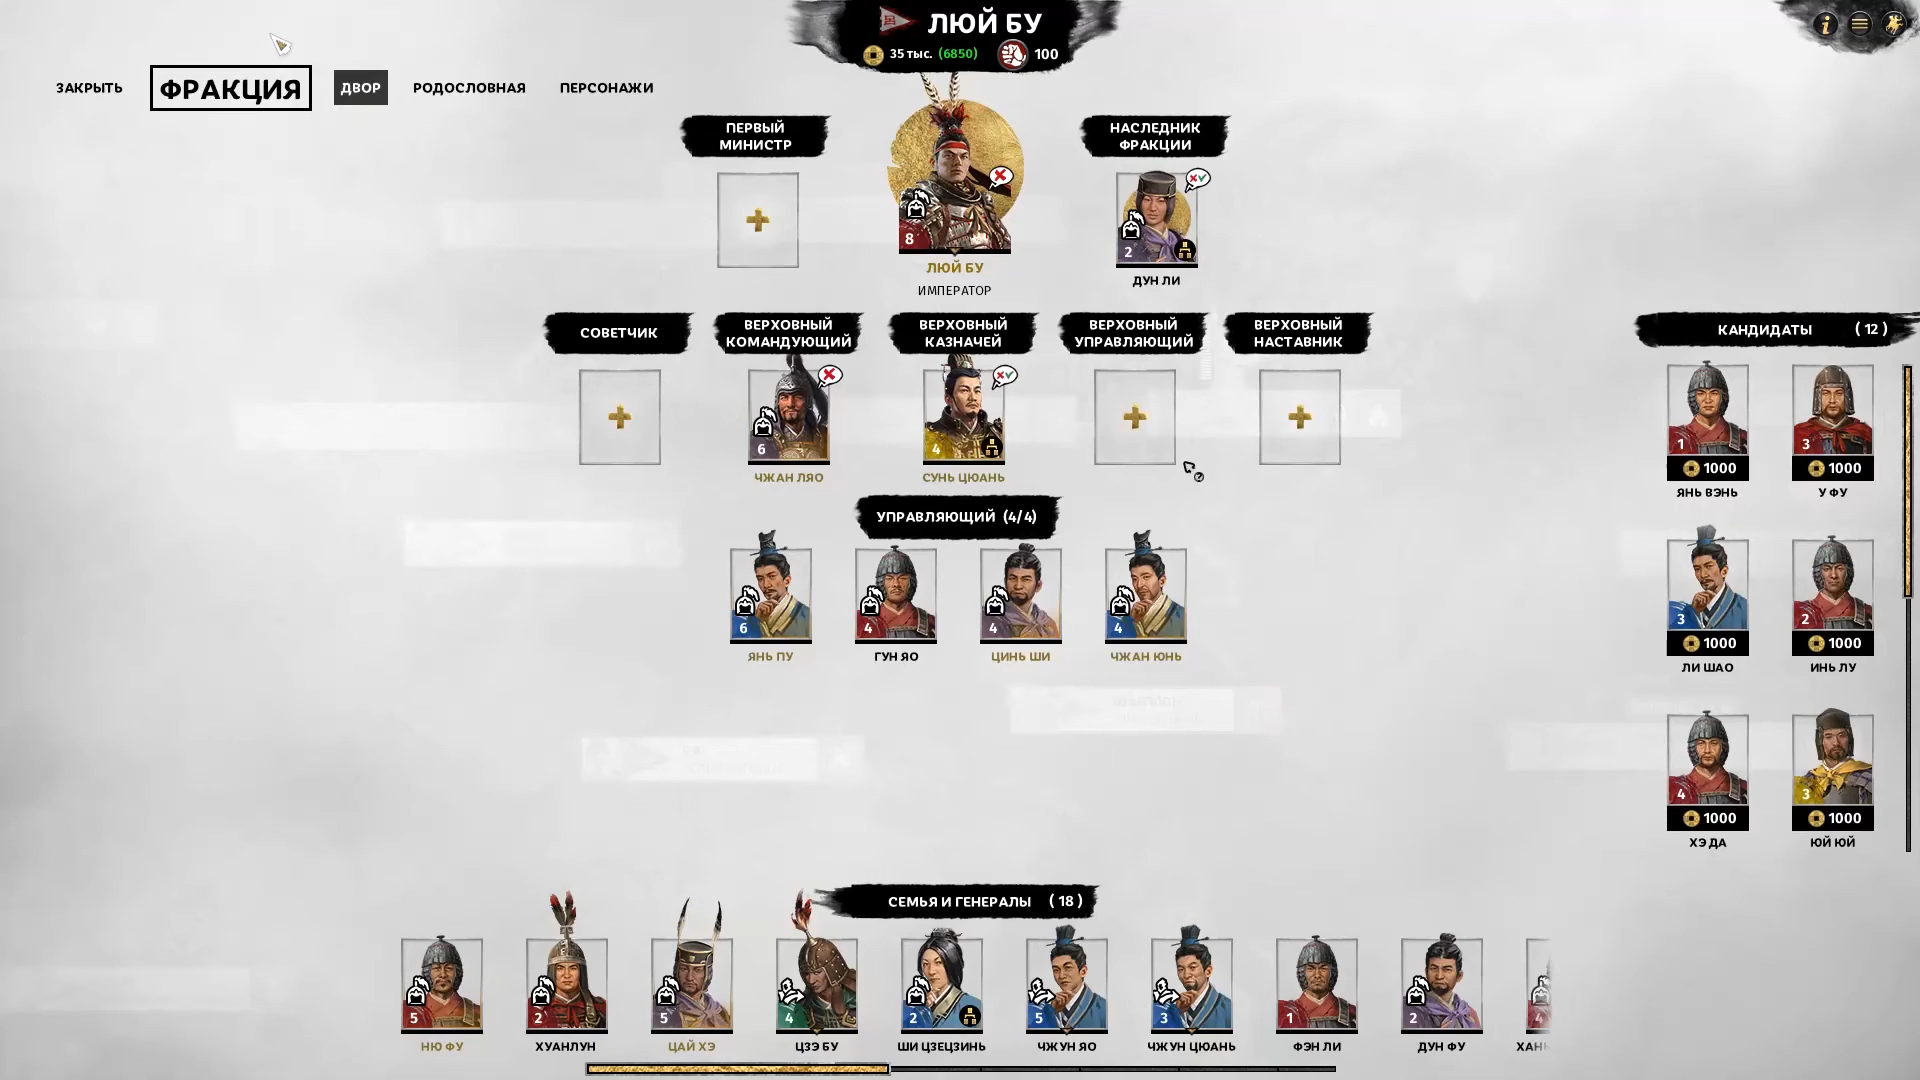 ЛЮЙ БУ
35 тыс. (6850) 100
ЗАКРЫТЬ
ФРАКЦИЯ
ДВОР
РОДОСЛОВНАЯ
ПЕРСОНАЖИ
ПЕРВЫЙ
МИНИСТР
8
ЛЮЙ БУ
ИМПЕРАТОР
НАСЛЕДНИК
ФРАКЦИИ
2
ДУН ЛИ
СОВЕТЧИК
ВЕРХОВНЫЙ
КОМАНДУЮЩИЙ
6
ЧЖАН ЛЯО
ВЕРХОВНЫЙ
КАЗНАЧЕЙ
4
СУНЬ ЦЮАНЬ
ВЕРХОВНЫЙ
УПРАВЛЯЮЩИЙ
ВЕРХОВНЫЙ
НАСТАВНИК
УПРАВЛЯЮЩИЙ (4/4)
6
ЯНЬ ПУ
4
ГУН ЯО
4
ЦИНЬ ШИ
4
ЧЖАН ЮНЬ
КАНДИДАТЫ ( 12 )
1
1000
ЯНЬ ВЭНЬ
3
1000
У ФУ
3
1000
ЛИ ШАО
2
1000
ИНЬ ЛУ
4
1000
ХЭ ДА
3
1000
ЮЙ ЮЙ
СЕМЬЯ И ГЕНЕРАЛЫ ( 18 )
5
НЮ ФУ
2
ХУАНЛУН
5
ЦАЙ ХЭ
4
ЦЗЭ БУ
2
ШИ ЦЗЕЦЗИНЬ
5
ЧЖУН ЯО
3
ЧЖУН ЦЮАНЬ
1
ФЭН ЛИ
2
ДУН ФУ
4